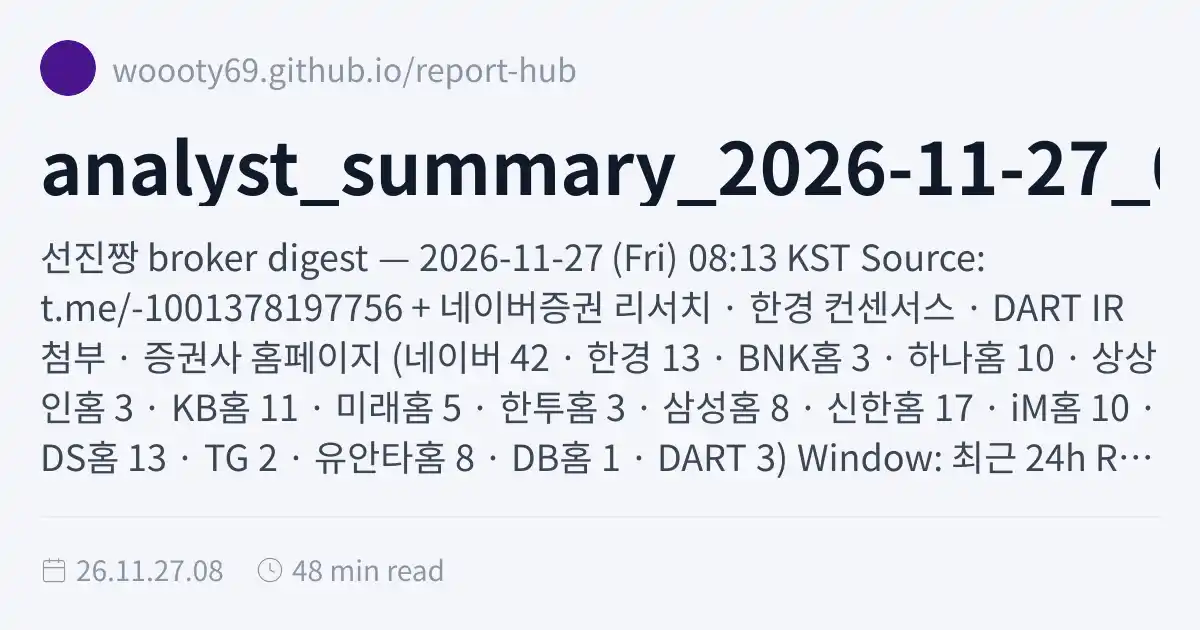 woooty69.github.io/report-hub
analyst_summary_2026-11-27_
선진짱 broker digest — 2026-11-27 (Fri) 08:13 KST Source:
t.me/-1001378197756 + 네이버증권 리서치 · 한경 컨센서스 · DART IR
첨부 · 증권사 홈페이지 (네이버 42 · 한경 13 · BNK홈 3 · 하나홈 10 · 상상
인홈 3 · KB홈 11 · 미래홈 5 · 한투홈 3 · 삼성홈 8 · 신한홈 17 · iM홈 10 ·
DS홈 13 · TG 2 · 유안타홈 8 · DB홈 1 · DART 3) Window: 최근 24h R⋯
26.11.27.08
48 min read